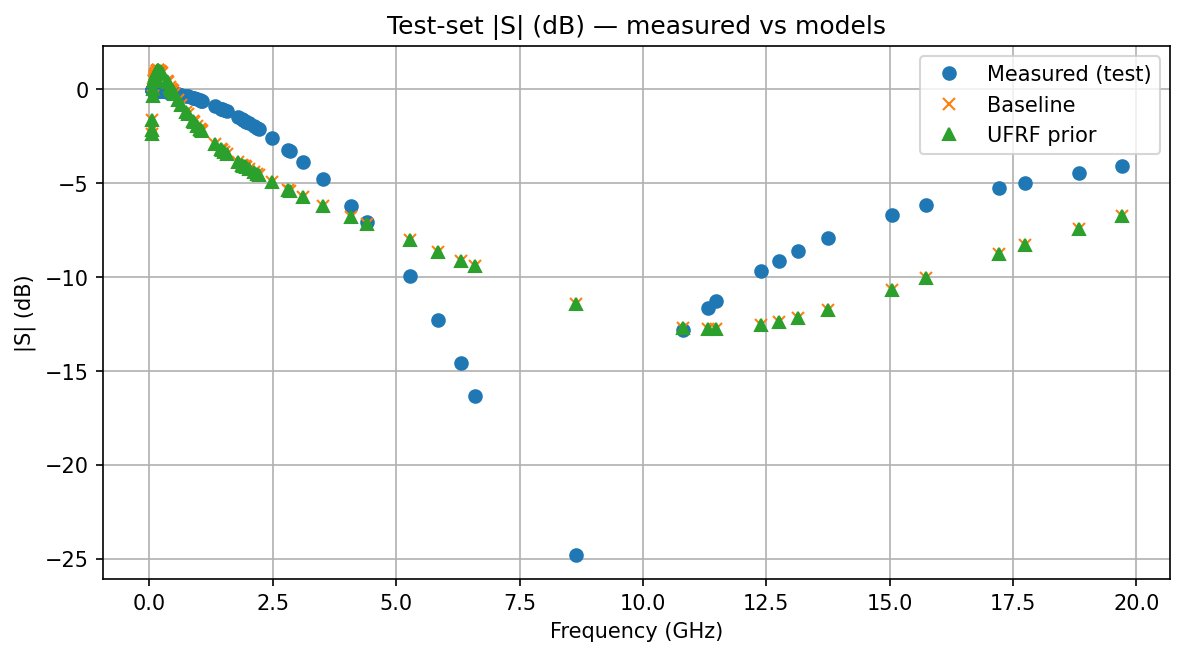 Test-set |S| (dB) — measured vs models
Measured (test)
Baseline
UFRF prior
0
−5
−10
−15
−20
−25
|S| (dB)
0.0 2.5 5.0 7.5 10.0 12.5 15.0 17.5 20.0
Frequency (GHz)